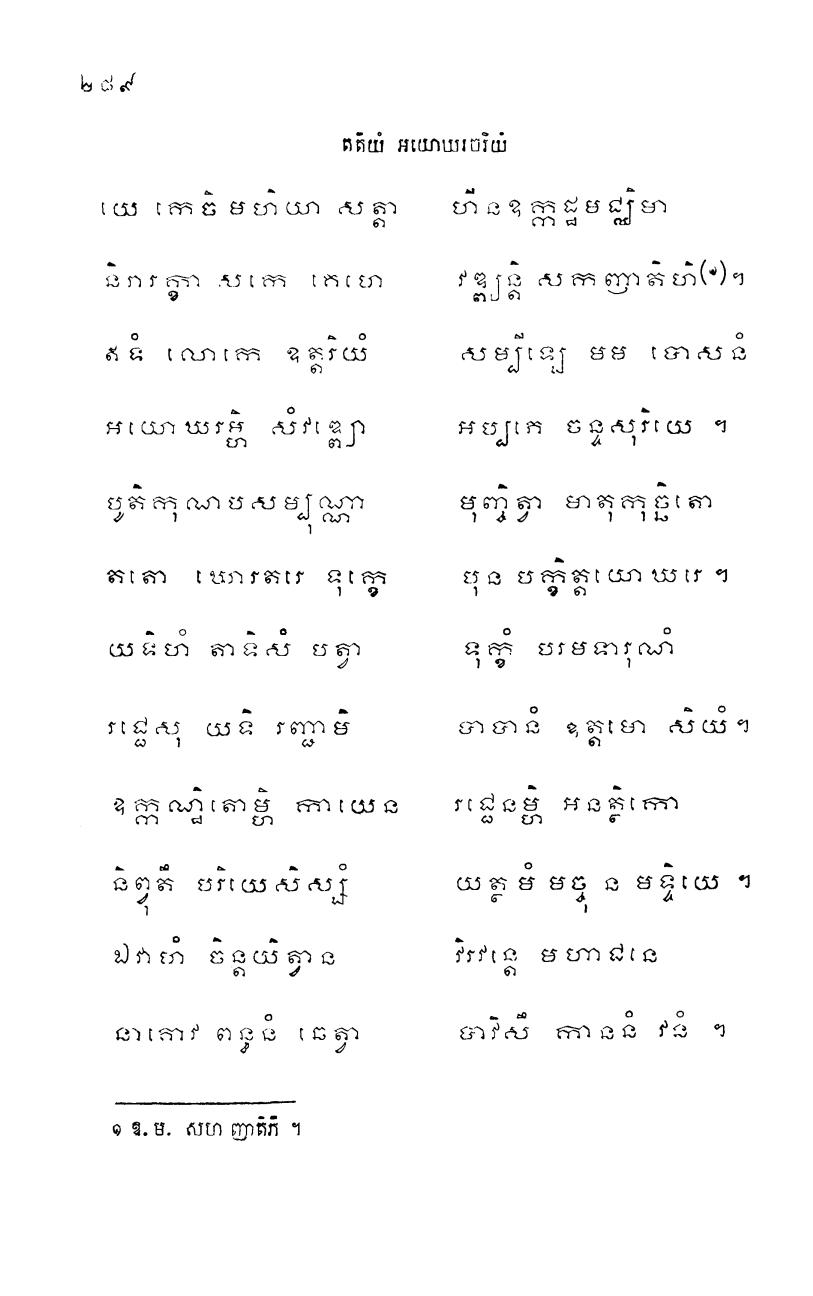 ២៨៩
តតិយំ អយោឃរចរិយំ
យេ កេចិ មហិយា សត្តា ហីនឧក្កដ្ឋមជ្ឈិមា
និរារក្ខា សកេ គេហេ វឌ្ឍន្តិ សកញាតិហិ(១)។
ឥទំ លោកេ ឧត្តរិយំ សម្បីឡេ មម បោសនំ
អយោឃរម្ហិ សំវឌ្ឍោ អប្បភេ ចន្ទសុរិយេ ។
បូតិកុណបសម្បុណ្ណា មុញ្ចិត្វា មាតុកុច្ឆិតោ
តតោ ឃោរតរេ ទុក្ខេ បុន បក្ខិត្តយោឃរេ។
យទិហំ តាទិសំ បត្វា ទុក្ខំ បរមទារុណំ
រជ្ជេសុ យទិ រញ្ជាមិ បាបានំ ឧត្តមោ សិយំ។
ឧក្កណ្ឋិតោម្ហិ កាយេន រជ្ជេនម្ហិ អនត្ថិកោ
និព្វុតឹ បរិយេសិស្សំ យត្ថ មំ មច្ចុ ន មទ្ទិយេ ។
ឯវាហំ ចិន្តយិត្វាន វិរវន្តេ មហាជនេ
នាគោវ ពន្ធនំ ឆេត្វា បាវិសឹ កាននំ វនំ ។
១ ឱ. ម. សហ ញាតិភិ ។